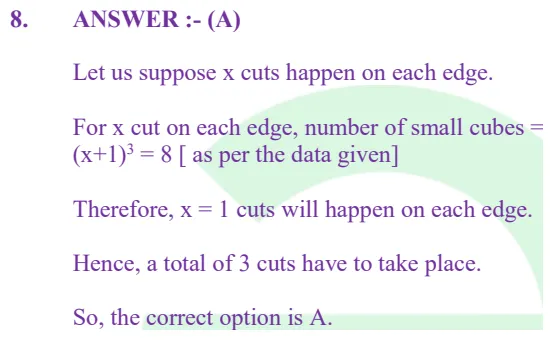 8. ANSWER :- (A)
Let us suppose x cuts happen on each edge.
For x cut on each edge, number of small cubes =
(x+1)³ = 8 [ as per the data given]
Therefore, x = 1 cuts will happen on each edge.
Hence, a total of 3 cuts have to take place.
So, the correct option is A.